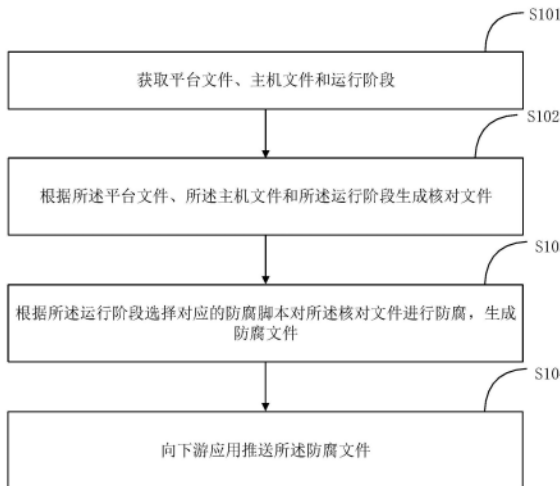 S101
获取平台文件、主机文件和运行阶段
S102
根据所述平台文件、所述主机文件和所述运行阶段生成核对文件
S10
根据所述运行阶段选择对应的防腐脚本对所述核对文件进行防腐，生成
防腐文件
S10
向下游应用推送所述防腐文件